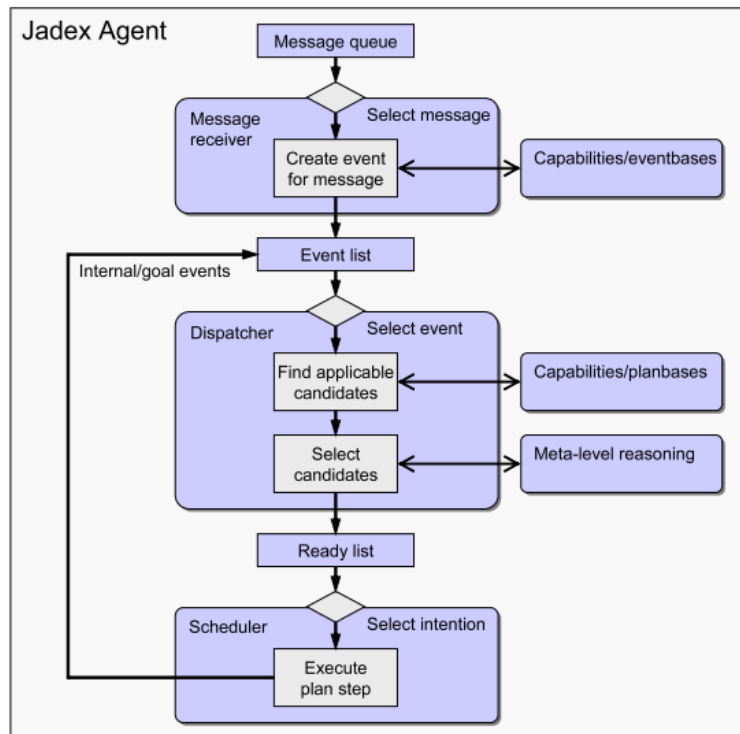 Jadex Agent
Message queue
Select message
Message
receiver
Create event
for message
Capabilities/eventbases
Event list
Internal/goal events
Select event
Dispatcher
Find applicable
candidates
Capabilities/planbases
Select
candidates
Meta-level reasoning
Ready list
Select intention
Scheduler
Execute
plan step